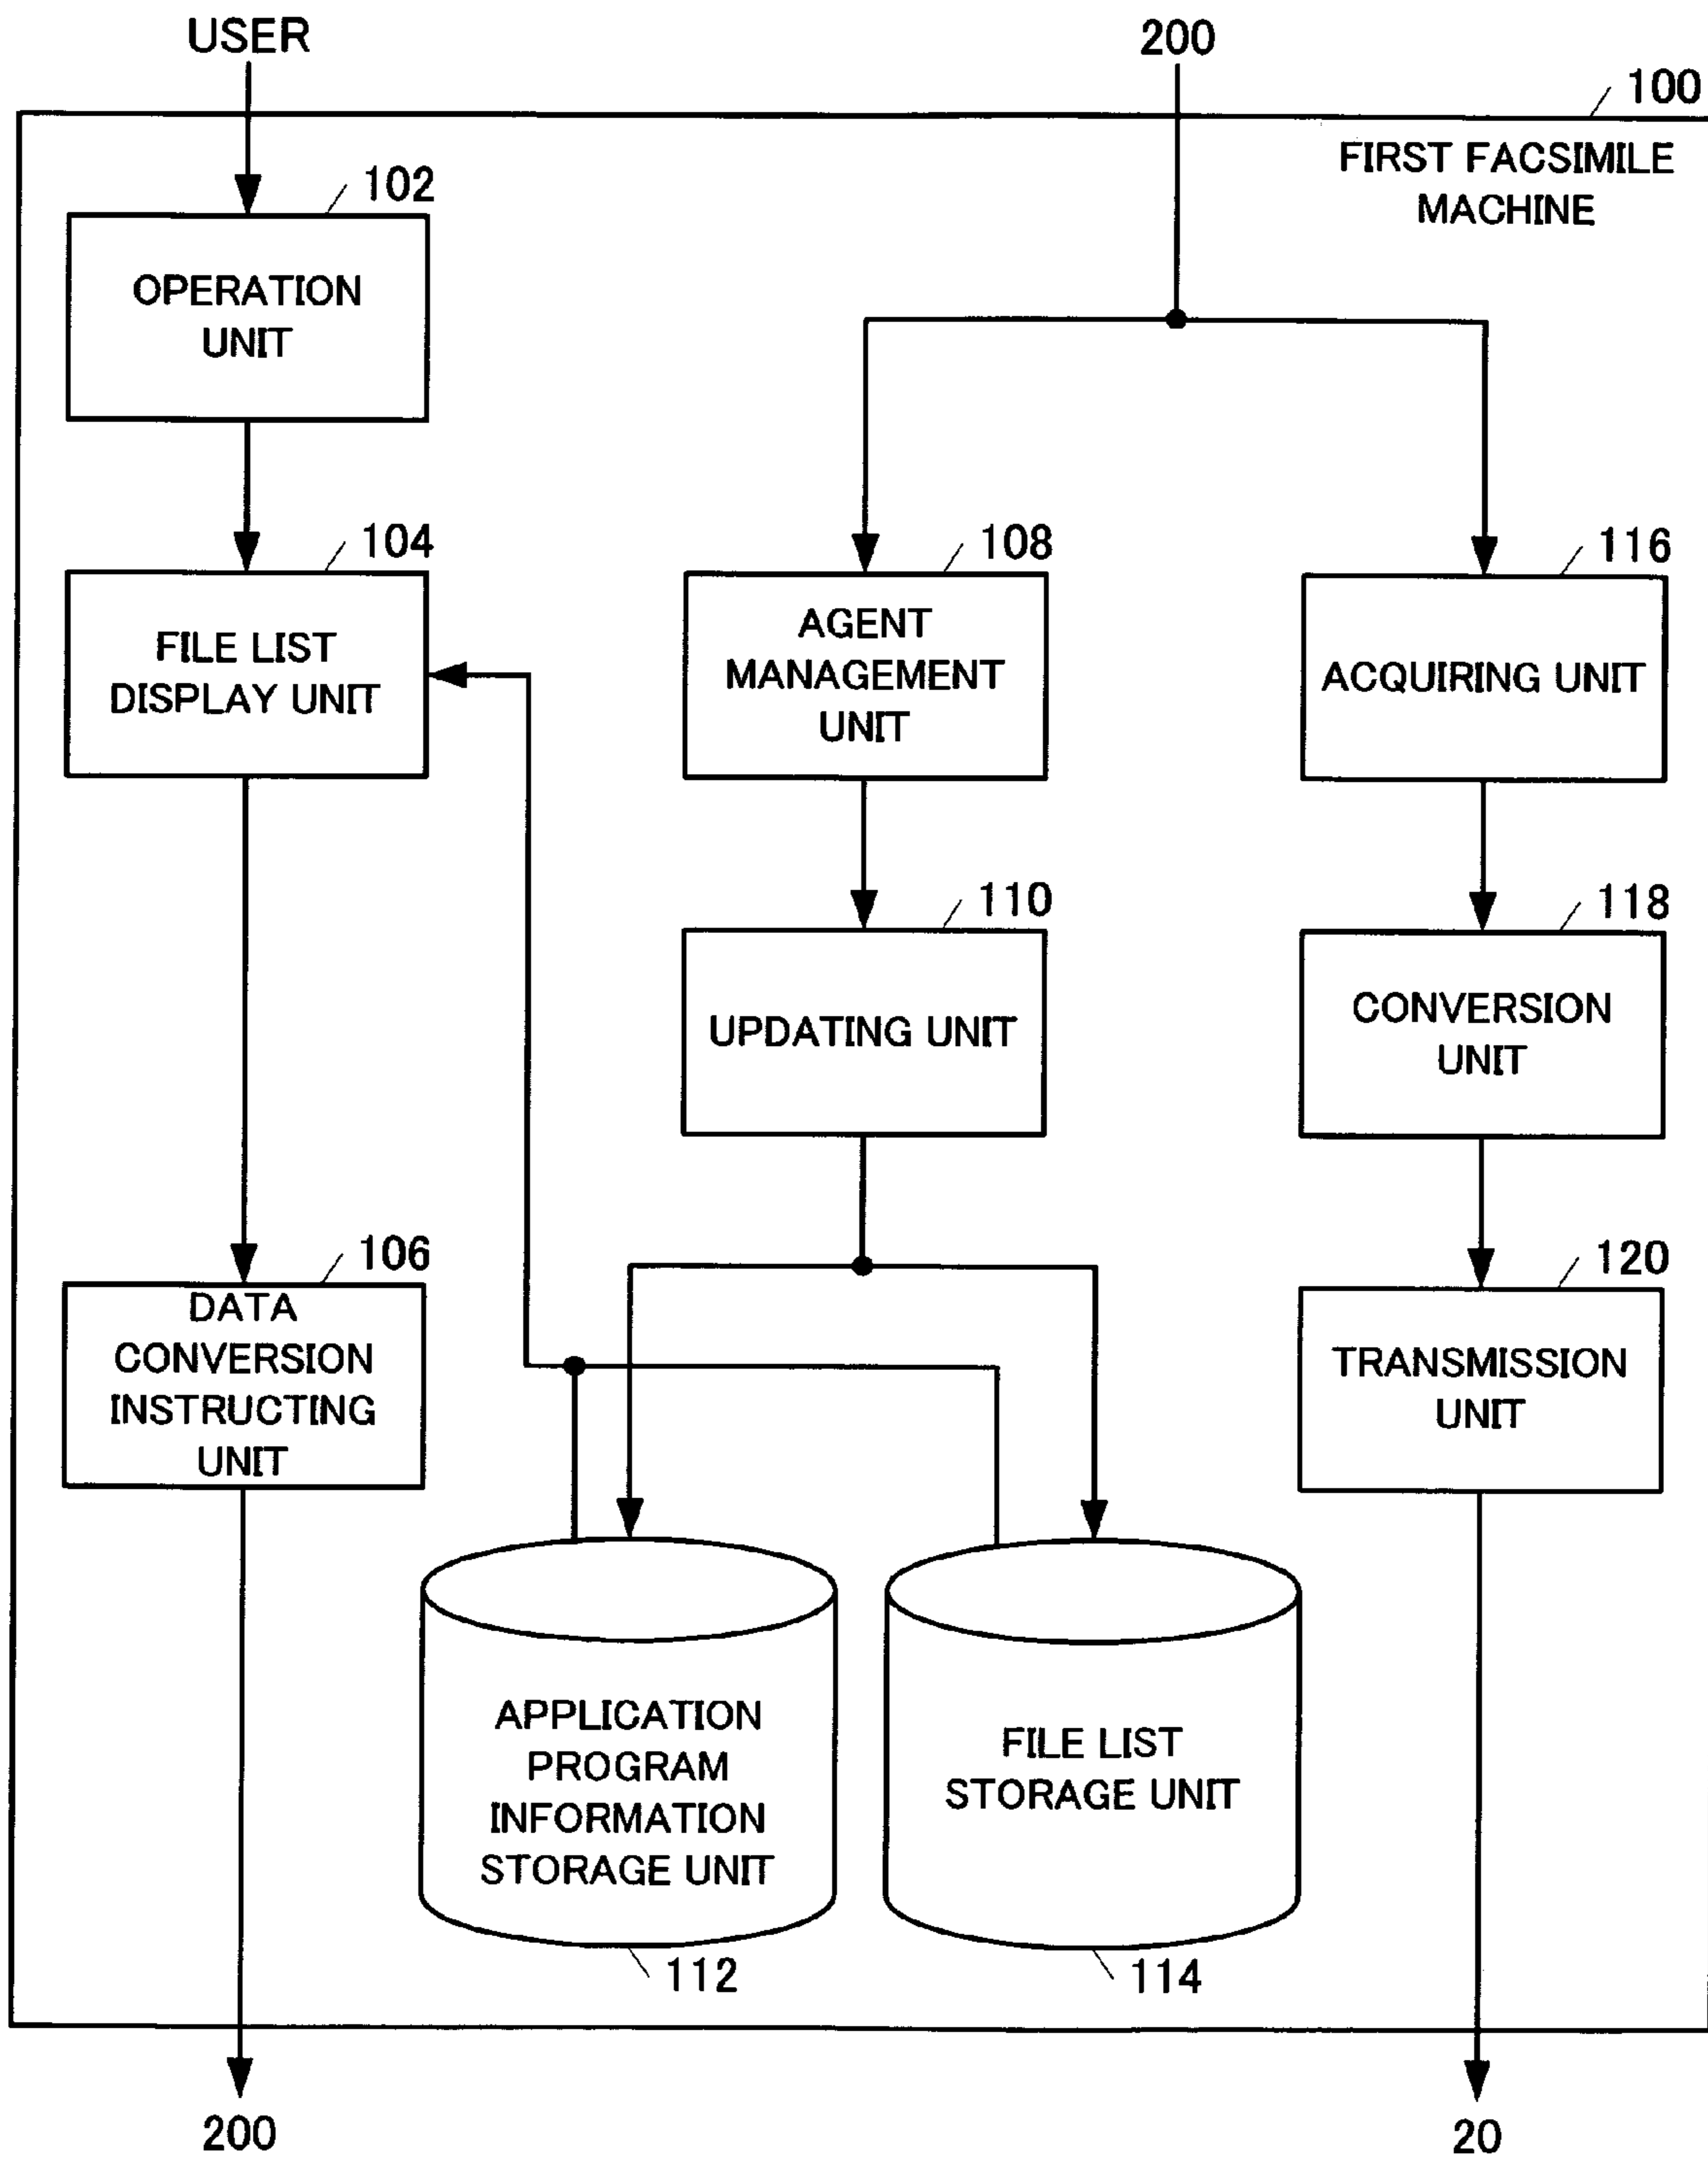 USER
200
100
FIRST FACSIMILE
MACHINE
102
OPERATION
UNIT
104
FILE LIST
DISPLAY UNIT
108
AGENT
MANAGEMENT
UNIT
116
ACQUIRING UNIT
110
UPDATING UNIT
118
CONVERSION
UNIT
106
DATA
CONVERSION
INSTRUCTING
UNIT
120
TRANSMISSION
UNIT
APPLICATION
PROGRAM
INFORMATION
STORAGE UNIT
112
FILE LIST
STORAGE UNIT
114
200
20